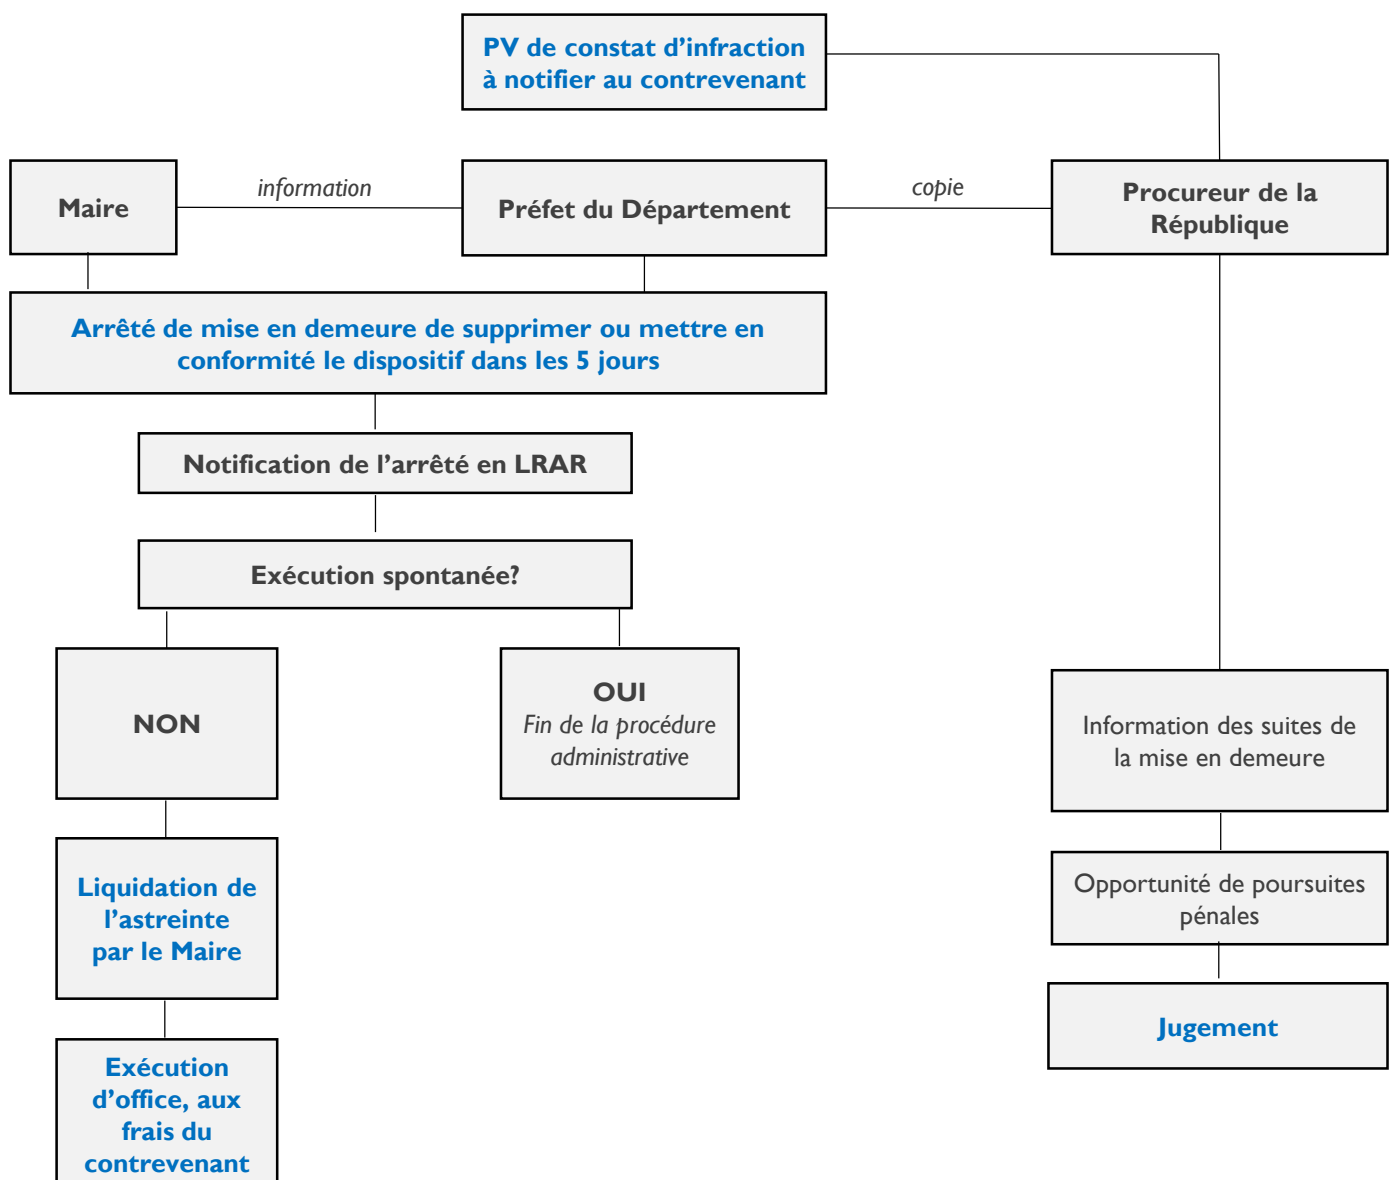 PV de constat d’infraction
à notifier au contrevenant
Maire
information
Préfet du Département
copie
Procureur de la
République
Arrêté de mise en demeure de supprimer ou mettre en
conformité le dispositif dans les 5 jours
Notification de l’arrêté en LRAR
Exécution spontanée?
NON
OUI
Fin de la procédure
administrative
Information des suites de
la mise en demeure
Liquidation de
l’astreinte
par le Maire
Opportunité de poursuites
pénales
Jugement
Exécution
d’office, aux
frais du
contrevenant